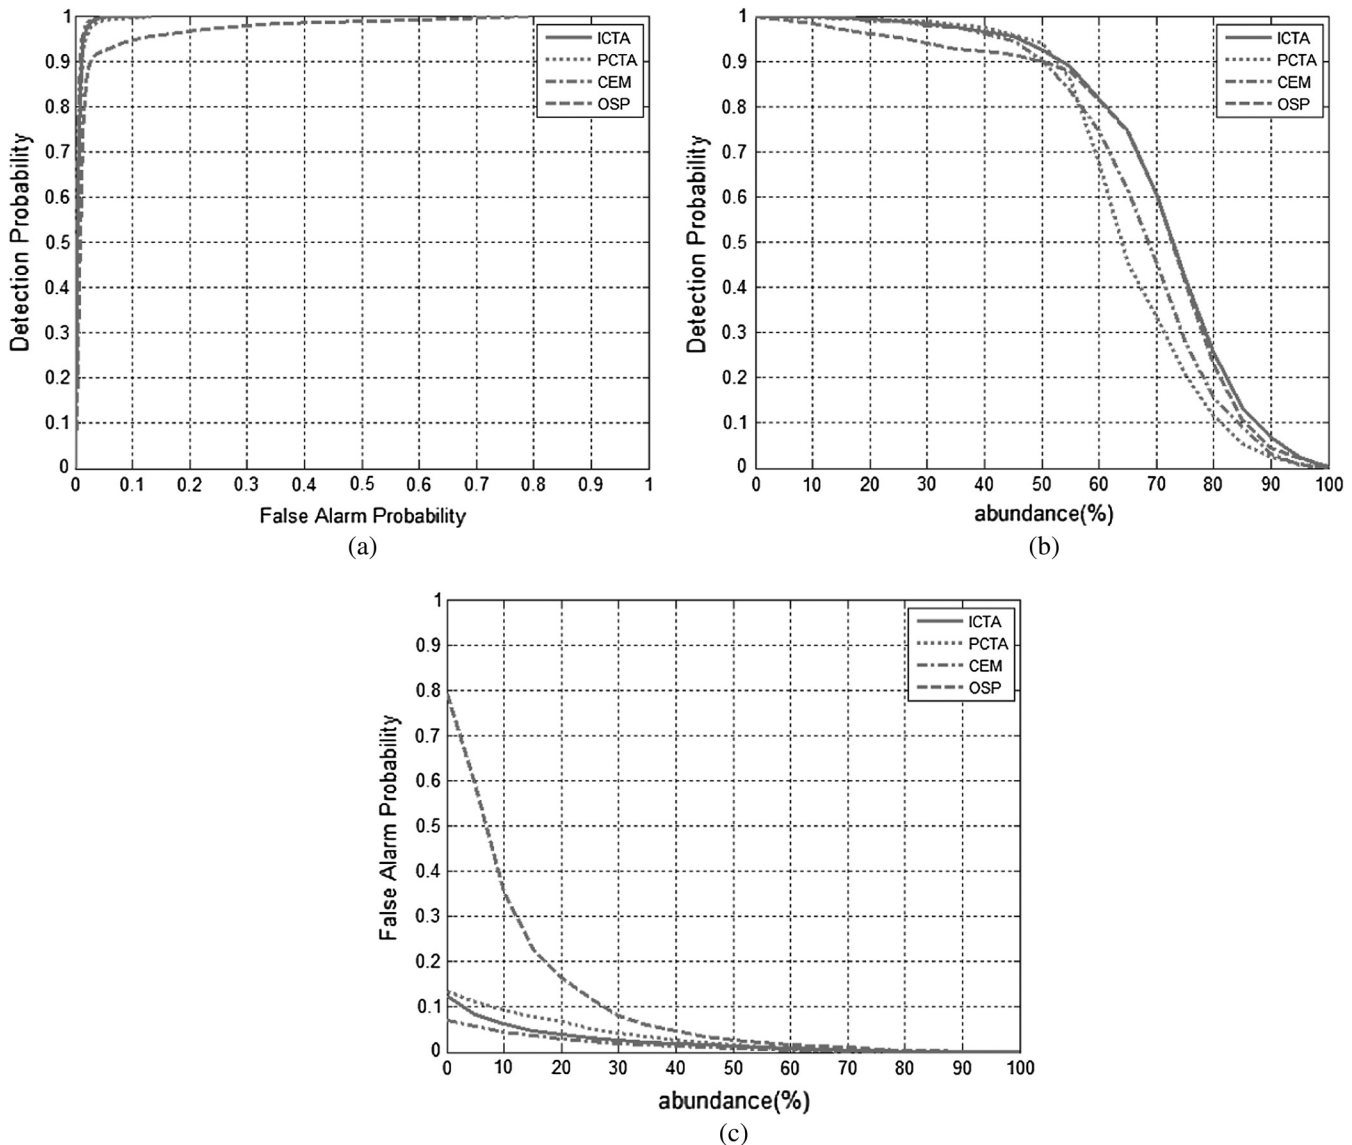 1
0.9
0.8
0.7
0.6
0.5
0.4
0.3
0.2
0.1
0
Detection Probability
0 0.1 0.2 0.3 0.4 0.5 0.6 0.7 0.8 0.9 1
False Alarm Probability
ICTA
PCTA
CEM
OSP
(a)
1
0.9
0.8
0.7
0.6
0.5
0.4
0.3
0.2
0.1
0
Detection Probability
0 10 20 30 40 50 60 70 80 90 100
abundance(%)
ICTA
PCTA
CEM
OSP
(b)
1
0.9
0.8
0.7
0.6
0.5
0.4
0.3
0.2
0.1
0
False Alarm Probability
0 10 20 30 40 50 60 70 80 90 100
abundance(%)
ICTA
PCTA
CEM
OSP
(c)